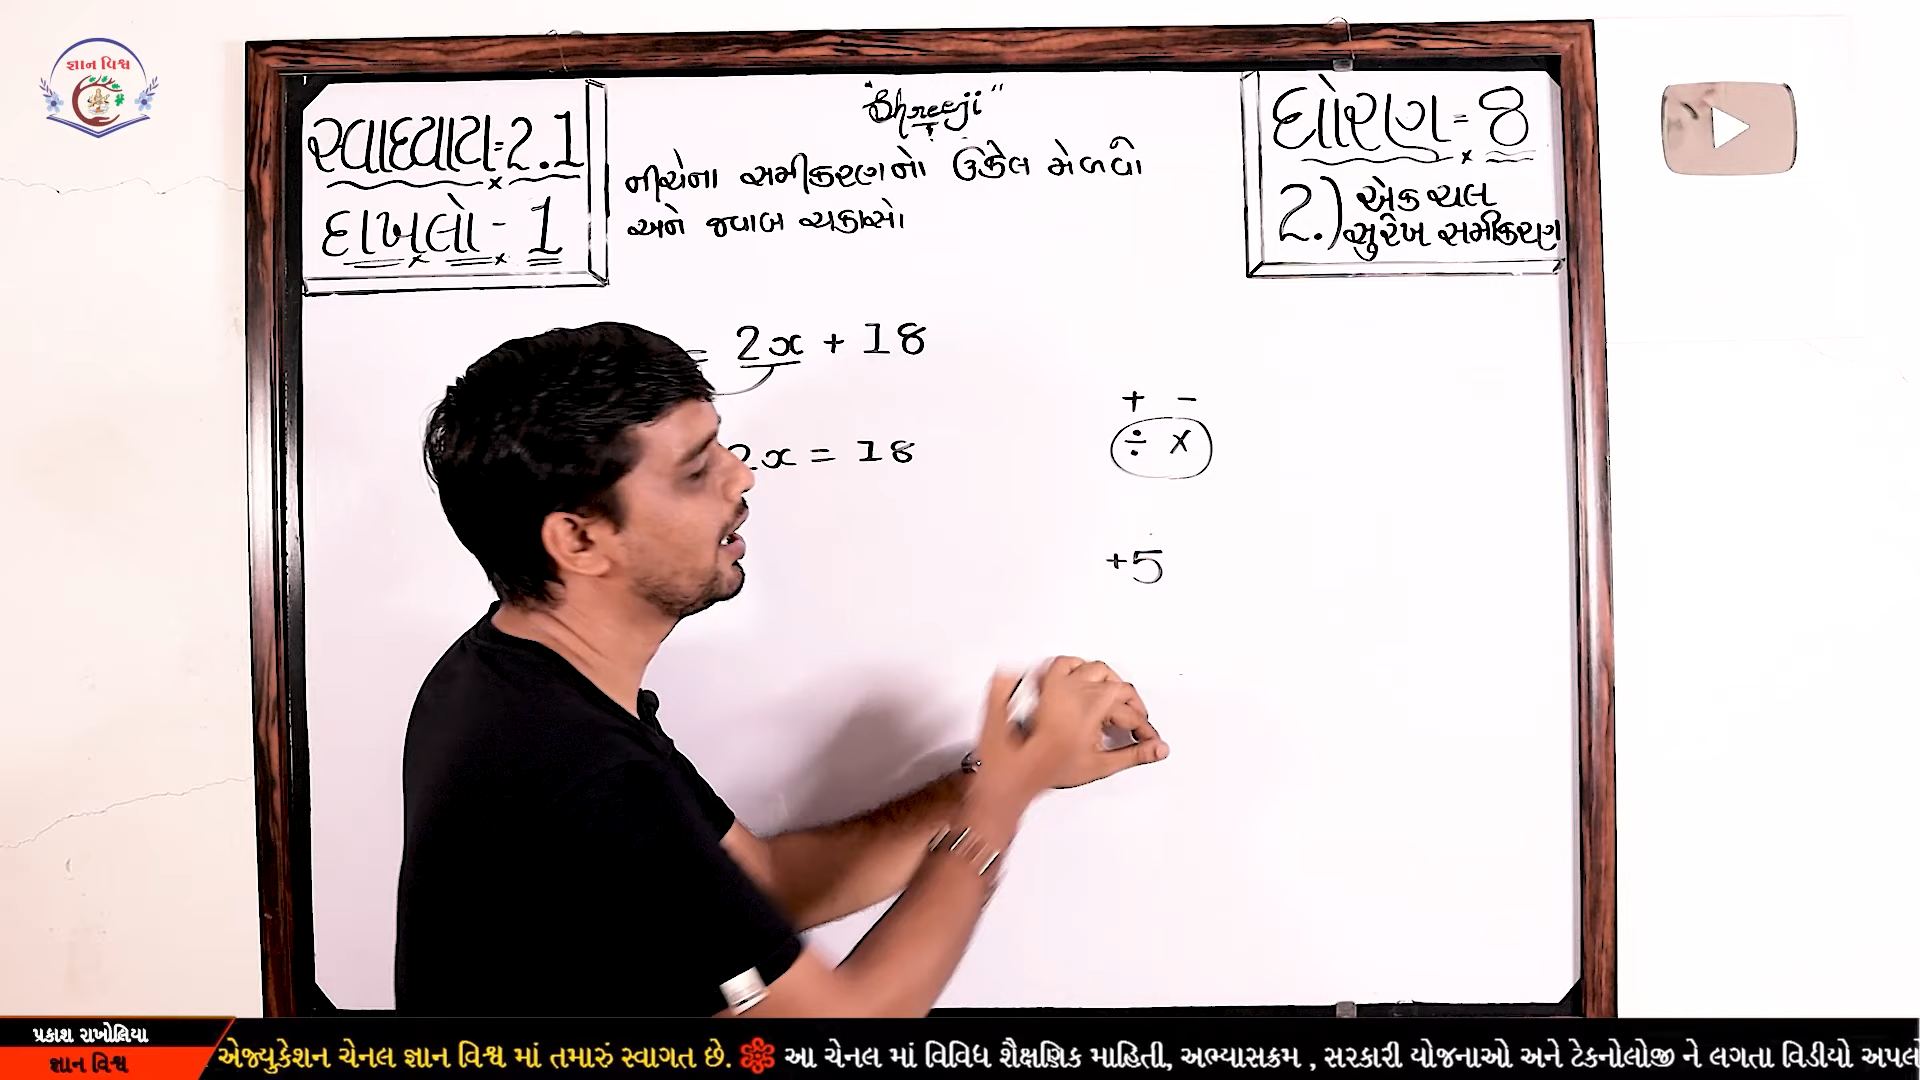 જ્ઞાન વિશ્વ
સ્વાધ્યાય = 2.1
દાખલો - 1
"Shreeji"
નીચેના સમીકરણનો ઉકેલ મેળવો
અને જવાબ ચકાસો
ધોરણ = 8
2.) એક ચલ
સુરેખ સમીકરણ
= 2x + 18
2x = 18
+ -
÷ x
+5
પ્રકાશ રાખોલિયા
જ્ઞાન વિશ્વ
એજ્યુકેશન ચેનલ જ્ઞાન વિશ્વ માં તમારું સ્વાગત છે. આ ચેનલ માં વિવિધ શૈક્ષણિક માહિતી, અભ્યાસક્રમ , સરકારી યોજનાઓ અને ટેકનોલોજી ને લગતા વિડીયો અપલો